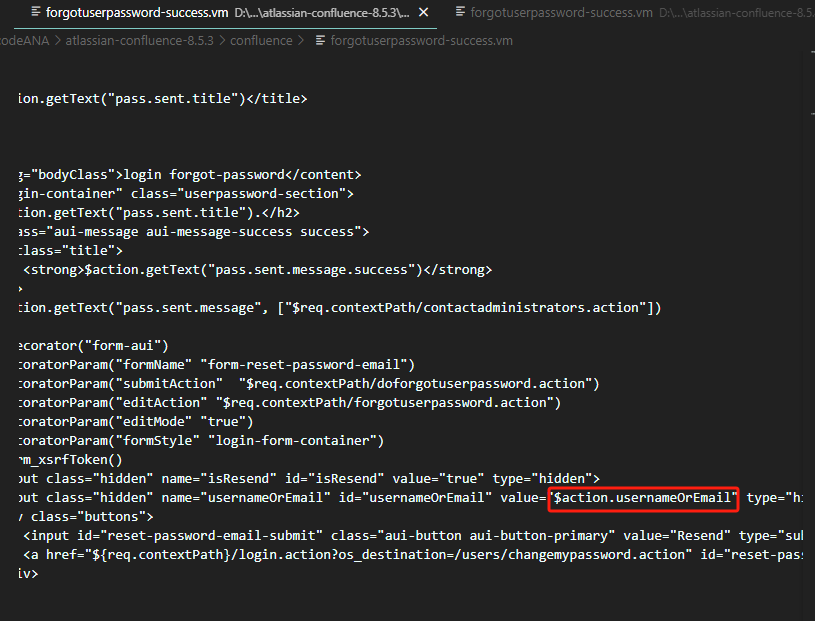 forgotuserpassword-success.vm D:\...\atlassian-confluence-8.5.3\... forgotuserpassword-success.vm D:\...\atlassian-confluence-8.5.
codeANA > atlassian-confluence-8.5.3 > confluence > forgotuserpassword-success.vm
ion.getText("pass.sent.title")</title>
g="bodyClass">login forgot-password</content>
gin-container" class="userpassword-section">
tion.getText("pass.sent.title").</h2>
ass="aui-message aui-message-success success">
class="title">
<strong>$action.getText("pass.sent.message.success")</strong>
>
tion.getText("pass.sent.message", ["$req.contextPath/contactadministrators.action"])
ecorator("form-aui")
coratorParam("formName" "form-reset-password-email")
coratorParam("submitAction"  "$req.contextPath/doforgotuserpassword.action")
coratorParam("editAction" "$req.contextPath/forgotuserpassword.action")
coratorParam("editMode" "true")
coratorParam("formStyle" "login-form-container")
rm_xsrfToken()
put class="hidden" name="isResend" id="isResend" value="true" type="hidden">
put class="hidden" name="usernameOrEmail" id="usernameOrEmail" value="$action.usernameOrEmail" type="hi
v class="buttons">
<input id="reset-password-email-submit" class="aui-button aui-button-primary" value="Resend" type="sub
<a href="${req.contextPath}/login.action?os_destination=/users/changemypassword.action" id="reset-pass
iv>